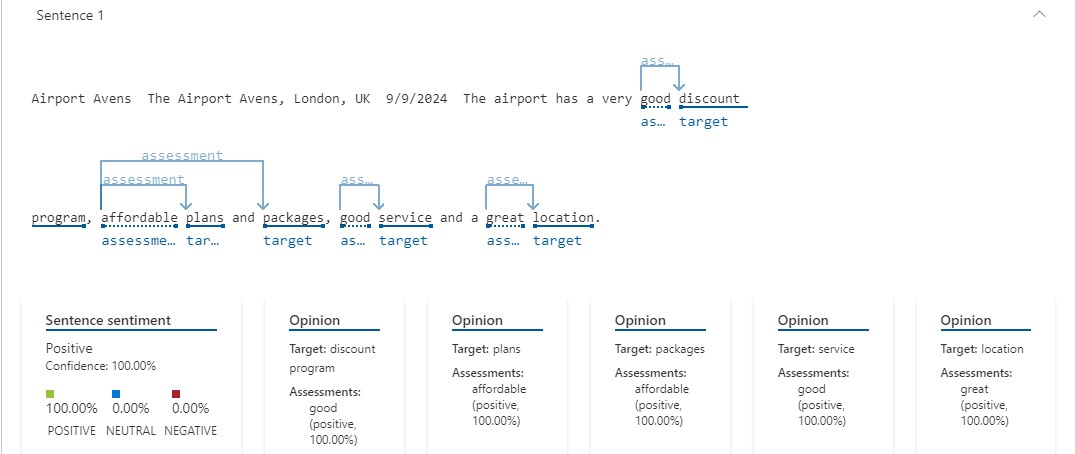 Sentence 1
ass…
Airport Avens  The Airport Avens, London, UK  9/9/2024  The airport has a very good discount
as… target
assessment
assessment ass… asse…
program, affordable plans and packages, good service and a great location.
assessme… tar… target as… target ass… target
Sentence sentiment
Positive
Confidence: 100.00%
100.00% 0.00% 0.00%
POSITIVE NEUTRAL NEGATIVE
Opinion
Target: discount
program
Assessments:
good
(positive,
100.00%)
Opinion
Target: plans
Assessments:
affordable
(positive,
100.00%)
Opinion
Target: packages
Assessments:
affordable
(positive,
100.00%)
Opinion
Target: service
Assessments:
good
(positive,
100.00%)
Opinion
Target: location
Assessments:
great
(positive,
100.00%)